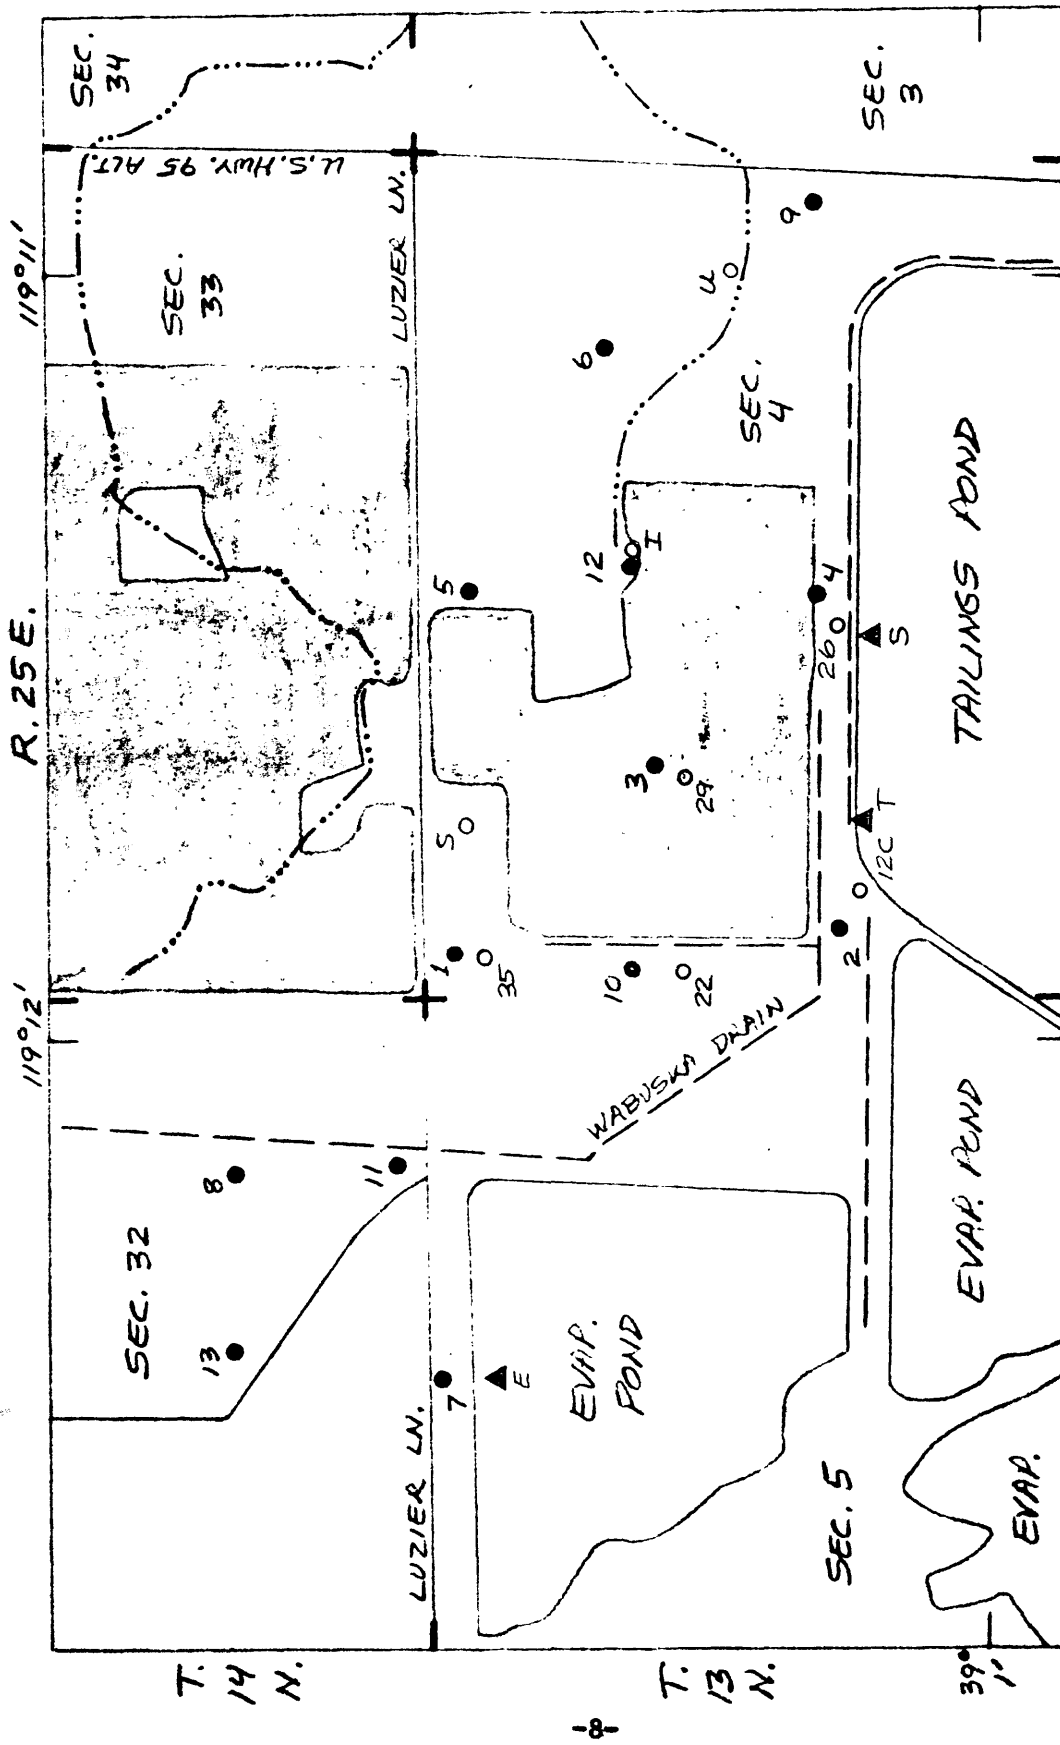 R. 25 E.
119°12'
119°11'
T.
14
N.
SEC. 32
SEC.
33
SEC.
34
U.S. HWY. 95 ALT.
13
8
11
LUZIER LN.
LUZIER LN.
7
E
1
35
S
5
EVAP.
POND
WABUSKA DRAIN
10
22
3
29
12
I
6
U
SEC.
4
9
SEC.
3
T.
13
N.
SEC. 5
2
12C
T
26
4
S
EVAP. POND
TAILINGS POND
EVAP.
39°
1'
-8-